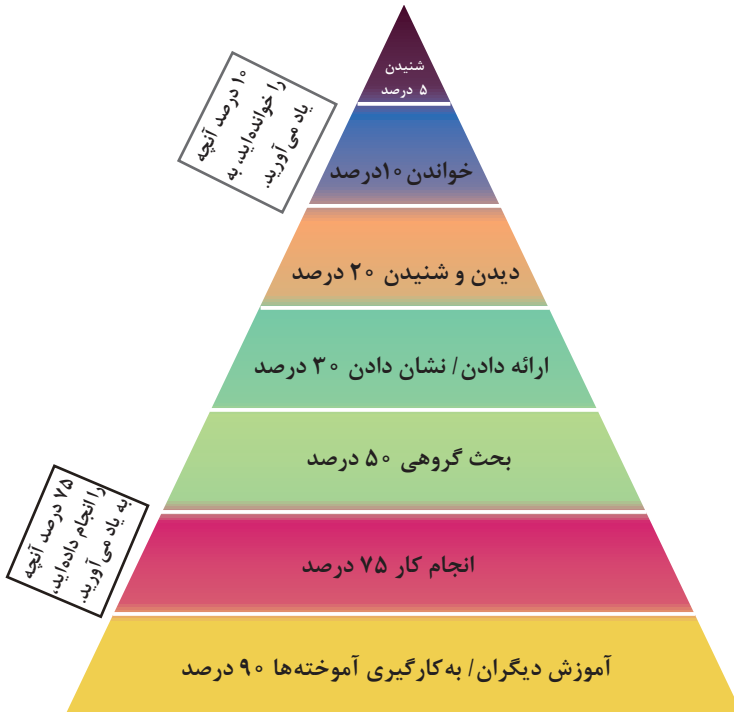 شنیدن
۵ درصد
۱۰ درصد آنچه
را خوانده‌اید، به
یاد می‌آورید.
خواندن ۱۰درصد
دیدن و شنیدن ۲۰ درصد
ارائه دادن/ نشان دادن ۳۰ درصد
بحث گروهی ۵۰ درصد
۷۵ درصد آنچه
را انجام داده‌اید،
به یاد می‌آورید.
انجام کار ۷۵ درصد
آموزش دیگران/ به‌کارگیری آموخته‌ها ۹۰ درصد